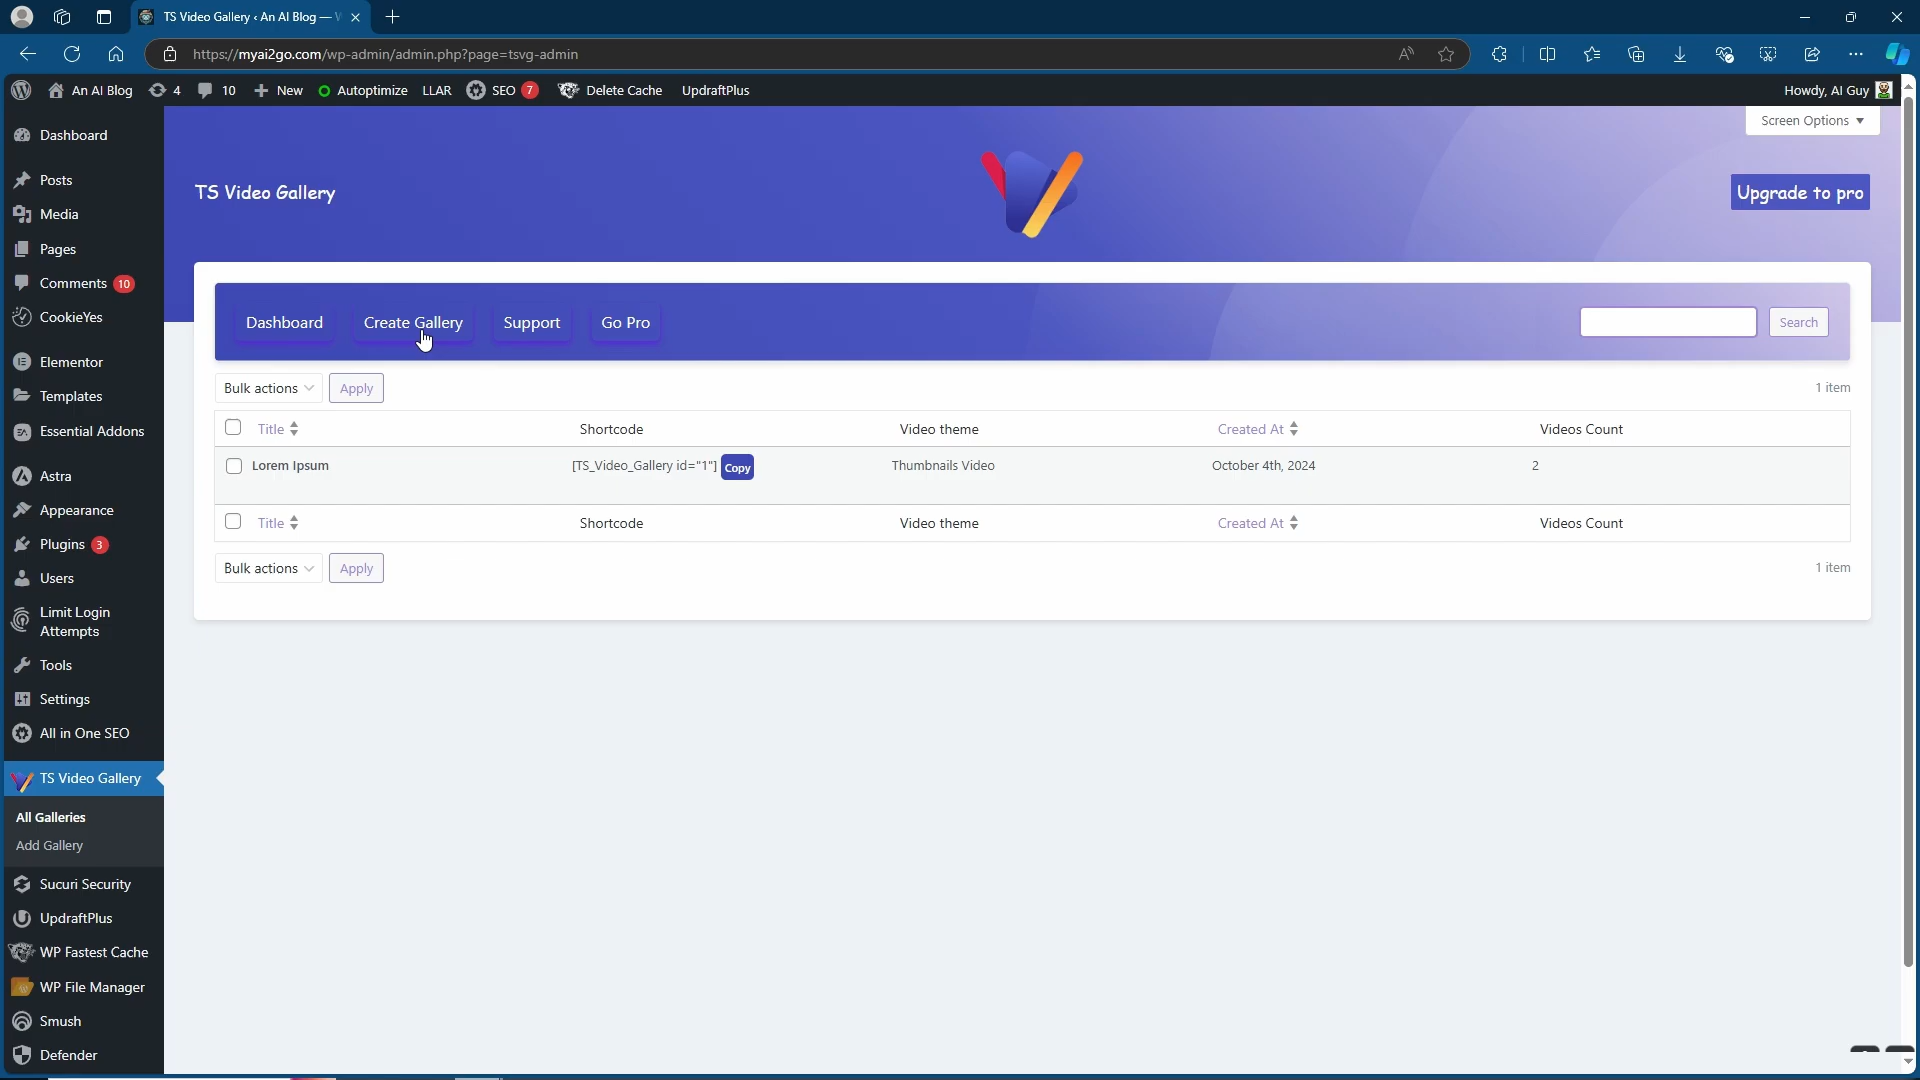 TS Video Gallery ‹ An AI Blog —
https://myai2go.com/wp-admin/admin.php?page=tsvg-admin
An AI Blog 4 10 New Autoptimize LLAR SEO 7 Delete Cache UpdraftPlus Howdy, AI Guy
Screen Options
Dashboard
Posts
Media
Pages
Comments 10
CookieYes
Elementor
Templates
Essential Addons
Astra
Appearance
Plugins 3
Users
Limit Login
Attempts
Tools
Settings
All in One SEO
TS Video Gallery
All Galleries
Add Gallery
Sucuri Security
UpdraftPlus
WP Fastest Cache
WP File Manager
Smush
Defender
TS Video Gallery
Upgrade to pro
Dashboard Create Gallery Support Go Pro Search
Bulk actions Apply 1 item
Title Shortcode Video theme Created At Videos Count
Lorem Ipsum [TS_Video_Gallery id="1"] Copy Thumbnails Video October 4th, 2024 2
Title Shortcode Video theme Created At Videos Count
Bulk actions Apply 1 item